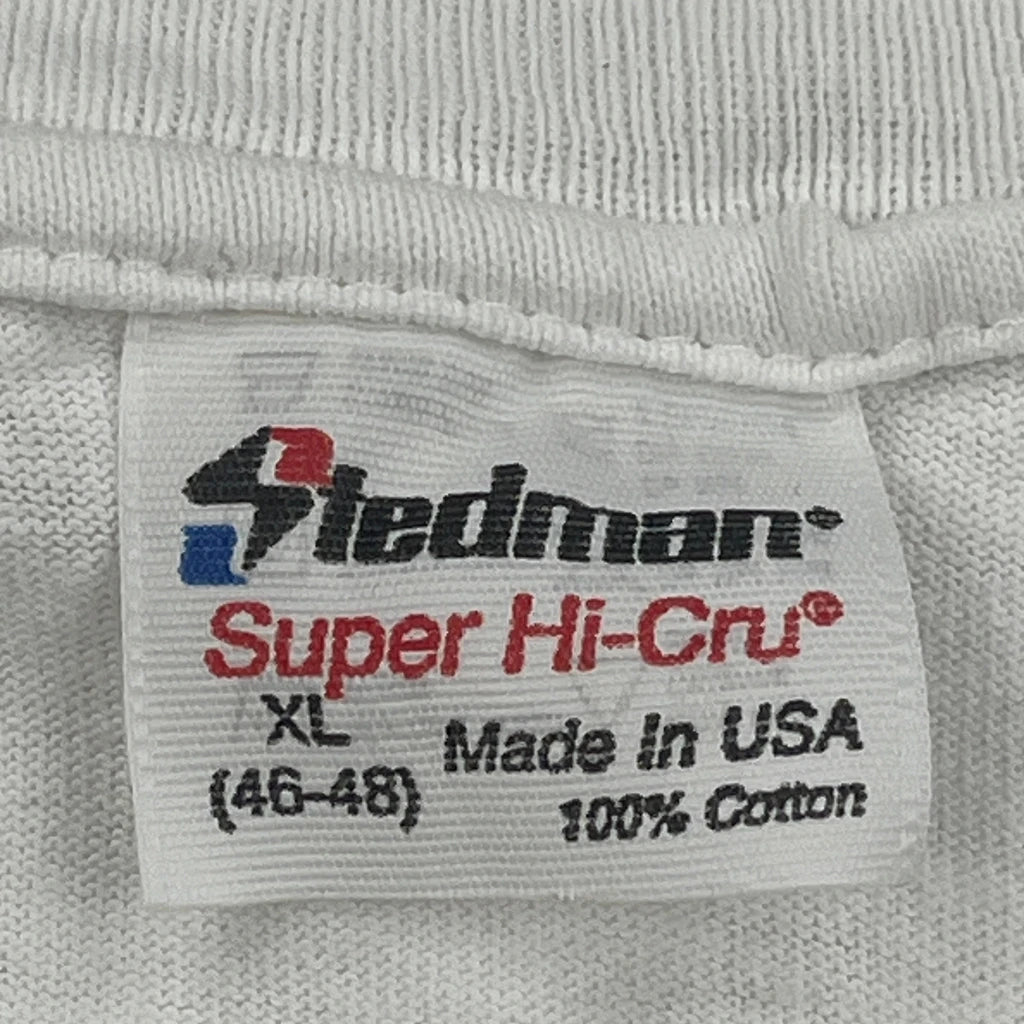 Stedman®
Super Hi-Cru®
XL
(46-48)
Made In USA
100% Cotton